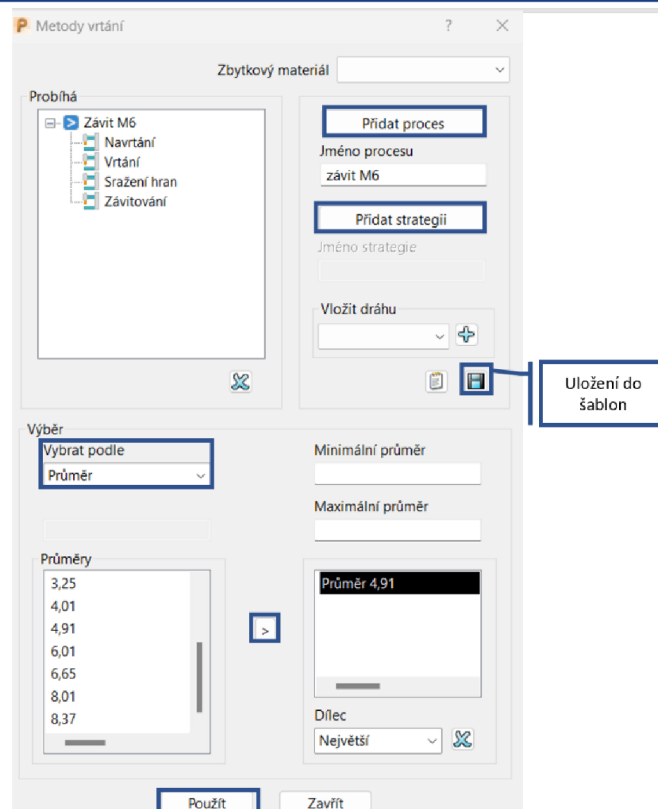 Metody vrtání
?
Zbytkový materiál
Probíhá
Závit M6
Navrtání
Vrtání
Sražení hran
Závitování
Přidat proces
Jméno procesu
závit M6
Přidat strategii
Jméno strategie
Vložit dráhu
Uložení do
šablon
Výběr
Vybrat podle
Průměr
Minimální průměr
Maximální průměr
Průměry
3,25
4,01
4,91
6,01
6,65
8,01
8,37
>
Průměr 4,91
Dílec
Největší
Použít
Zavřít